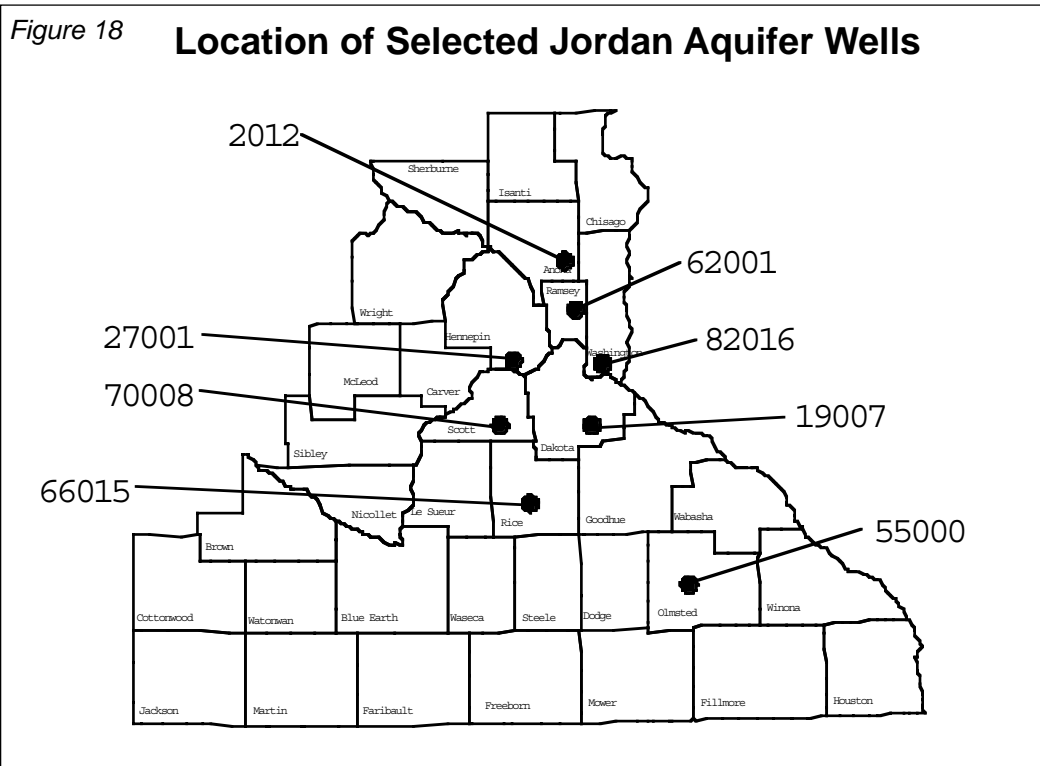 Figure 18
Location of Selected Jordan Aquifer Wells
2012
Sherburne
Isanti
Chisago
62001
Anoka
Ramsey
Wright
27001
Hennepin
82016
Washington
70008
McLeod
Carver
19007
Scott
Dakota
Sibley
66015
Nicollet
Le Sueur
Rice
Goodhue
Wabasha
55000
Brown
Cottonwood
Watonwan
Blue Earth
Waseca
Steele
Dodge
Olmsted
Winona
Jackson
Martin
Faribault
Freeborn
Mower
Fillmore
Houston